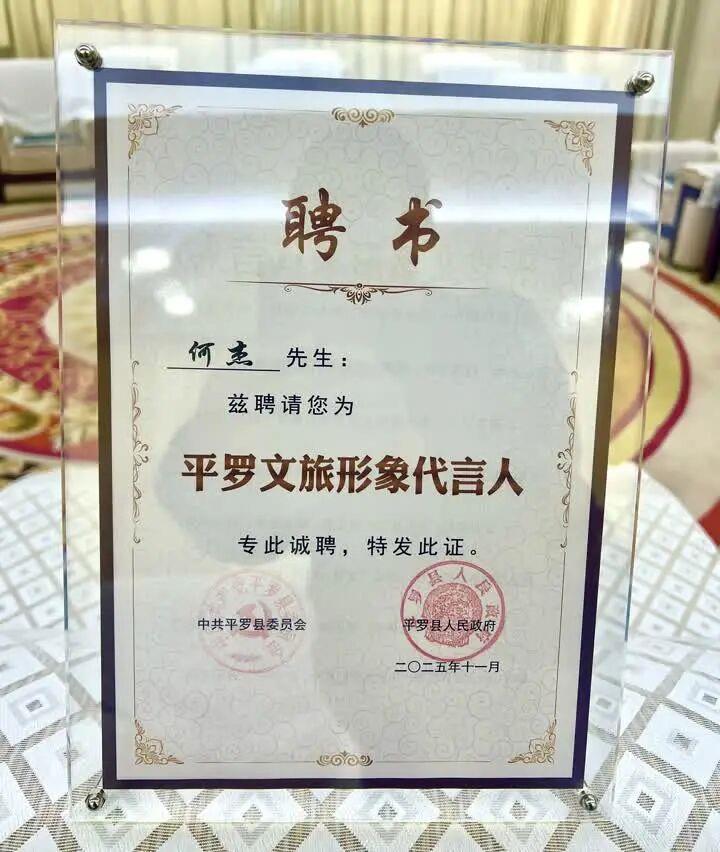 聘书
何杰 先生：
兹聘请您为
平罗文旅形象代言人
专此诚聘，特发此证。
中共平罗县委员会
平罗县人民政府
二〇二五年十一月